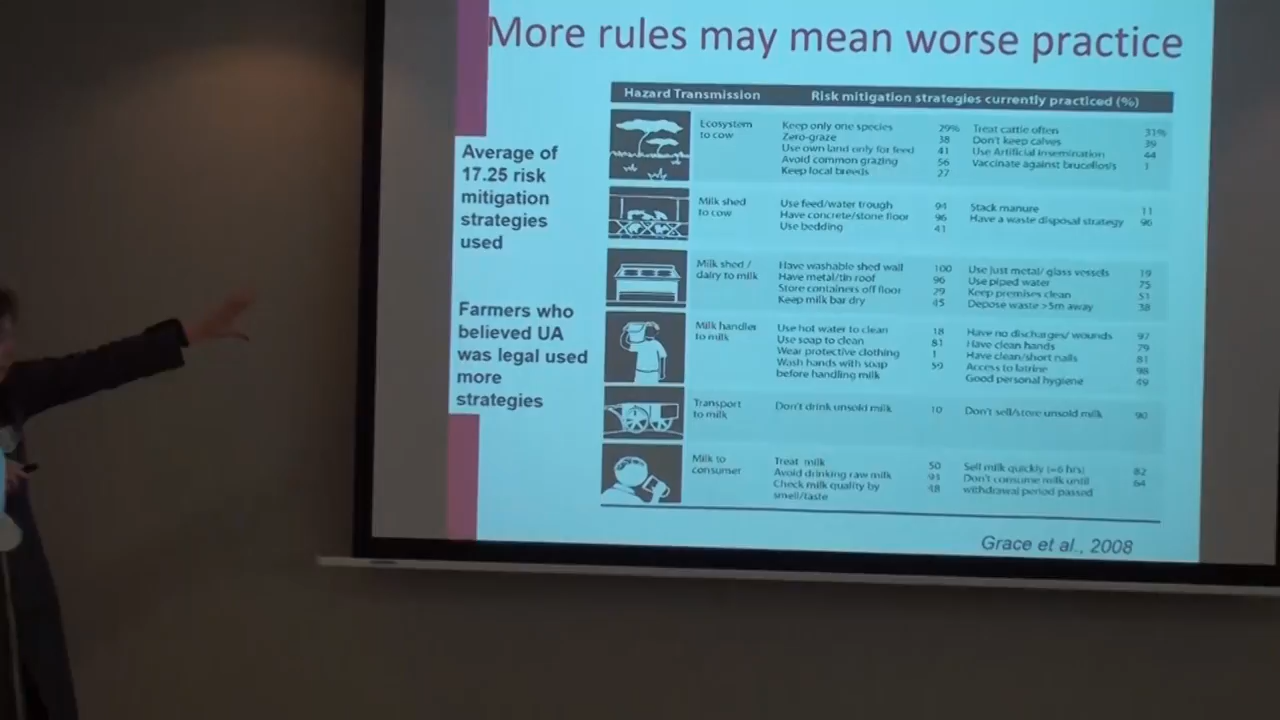 More rules may mean worse practice
Average of
17.25 risk
mitigation
strategies
used
Farmers who
believed UA
was legal used
more
strategies
Hazard Transmission Risk mitigation strategies currently practiced (%)
Ecosystem
to cow
Keep only one species 29% Treat cattle often 31%
Zero-graze 38 Don't keep calves 39
Use own land only for feed 41 Use Artificial Insemination 44
Avoid common grazing 56 Vaccinate against brucellosis 1
Keep local breeds 27
Milk shed
to cow
Use feed/water trough 94 Stack manure 11
Have concrete/stone floor 96 Have a waste disposal strategy 96
Use bedding 41
Milk shed /
dairy to milk
Have washable shed wall 100 Use just metal/ glass vessels 19
Have metal/tin roof 96 Use piped water 75
Store containers off floor 79 Keep premises clean 51
Keep milk bar dry 45 Depose waste >5m away 38
Milk handler
to milk
Use hot water to clean 18 Have no discharges/ wounds 97
Use soap to clean 81 Have clean hands 79
Wear protective clothing 1 Have clean/short nails 81
Wash hands with soap Access to latrine 98
before handling milk Good personal hygiene 49
Transport
to milk
Don't drink unsold milk 10 Don't sell/store unsold milk 90
Milk to
consumer
Treat milk 50 Sell milk quickly 82
Avoid drinking raw milk Don't consume milk until 64
Check milk quality by withdrawal period passed
smell/taste
Grace et al., 2008